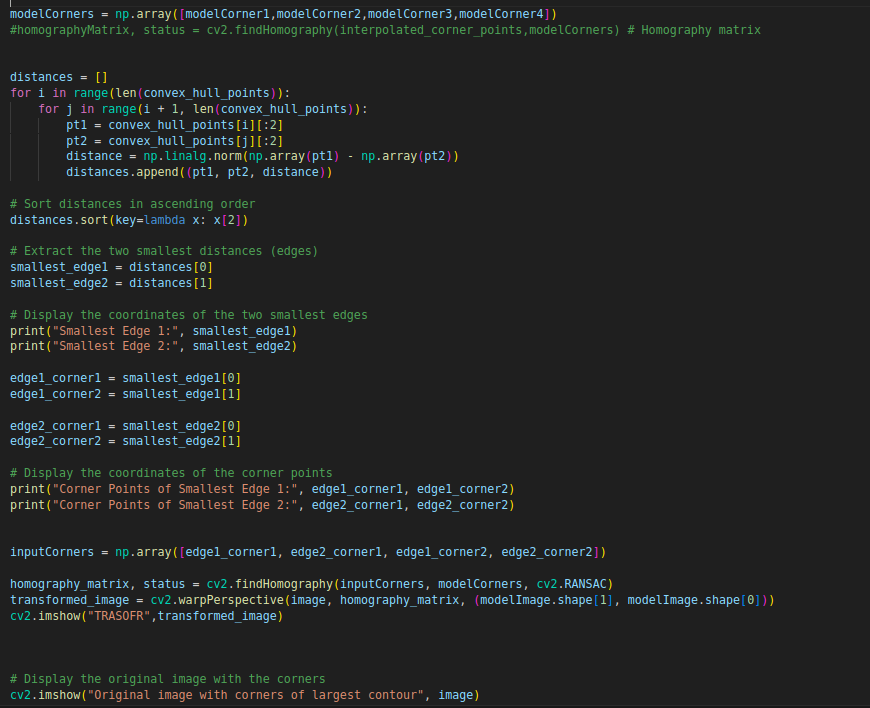 modelCorners = np.array([modelCorner1,modelCorner2,modelCorner3,modelCorner4])
#homographyMatrix, status = cv2.findHomography(interpolated_corner_points,modelCorners) # Homography matrix
distances = []
for i in range(len(convex_hull_points)):
    for j in range(i + 1, len(convex_hull_points)):
        pt1 = convex_hull_points[i][:2]
        pt2 = convex_hull_points[j][:2]
        distance = np.linalg.norm(np.array(pt1) - np.array(pt2))
        distances.append((pt1, pt2, distance))
# Sort distances in ascending order
distances.sort(key=lambda x: x[2])
# Extract the two smallest distances (edges)
smallest_edge1 = distances[0]
smallest_edge2 = distances[1]
# Display the coordinates of the two smallest edges
print("Smallest Edge 1:", smallest_edge1)
print("Smallest Edge 2:", smallest_edge2)
edge1_corner1 = smallest_edge1[0]
edge1_corner2 = smallest_edge1[1]
edge2_corner1 = smallest_edge2[0]
edge2_corner2 = smallest_edge2[1]
# Display the coordinates of the corner points
print("Corner Points of Smallest Edge 1:", edge1_corner1, edge1_corner2)
print("Corner Points of Smallest Edge 2:", edge2_corner1, edge2_corner2)
inputCorners = np.array([edge1_corner1, edge2_corner1, edge1_corner2, edge2_corner2])
homography_matrix, status = cv2.findHomography(inputCorners, modelCorners, cv2.RANSAC)
transformed_image = cv2.warpPerspective(image, homography_matrix, (modelImage.shape[1], modelImage.shape[0]))
cv2.imshow("TRASOFR",transformed_image)
# Display the original image with the corners
cv2.imshow("Original image with corners of largest contour", image)